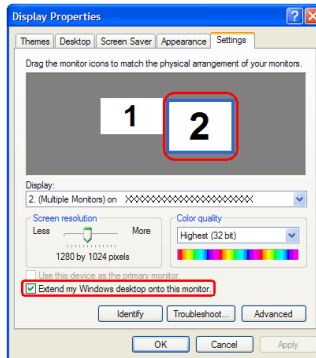 Display Properties
Themes Desktop Screen Saver Appearance Settings
Drag the monitor icons to match the physical arrangement of your monitors.
1 2
Display:
2. (Multiple Monitors) on XXXXXXXXXXXXXXXXXXXXXX
Screen resolution
Less More
1280 by 1024 pixels
Color quality
Highest (32 bit)
Use this device as the primary monitor.
Extend my Windows desktop onto this monitor.
Identify Troubleshoot... Advanced
OK Cancel Apply